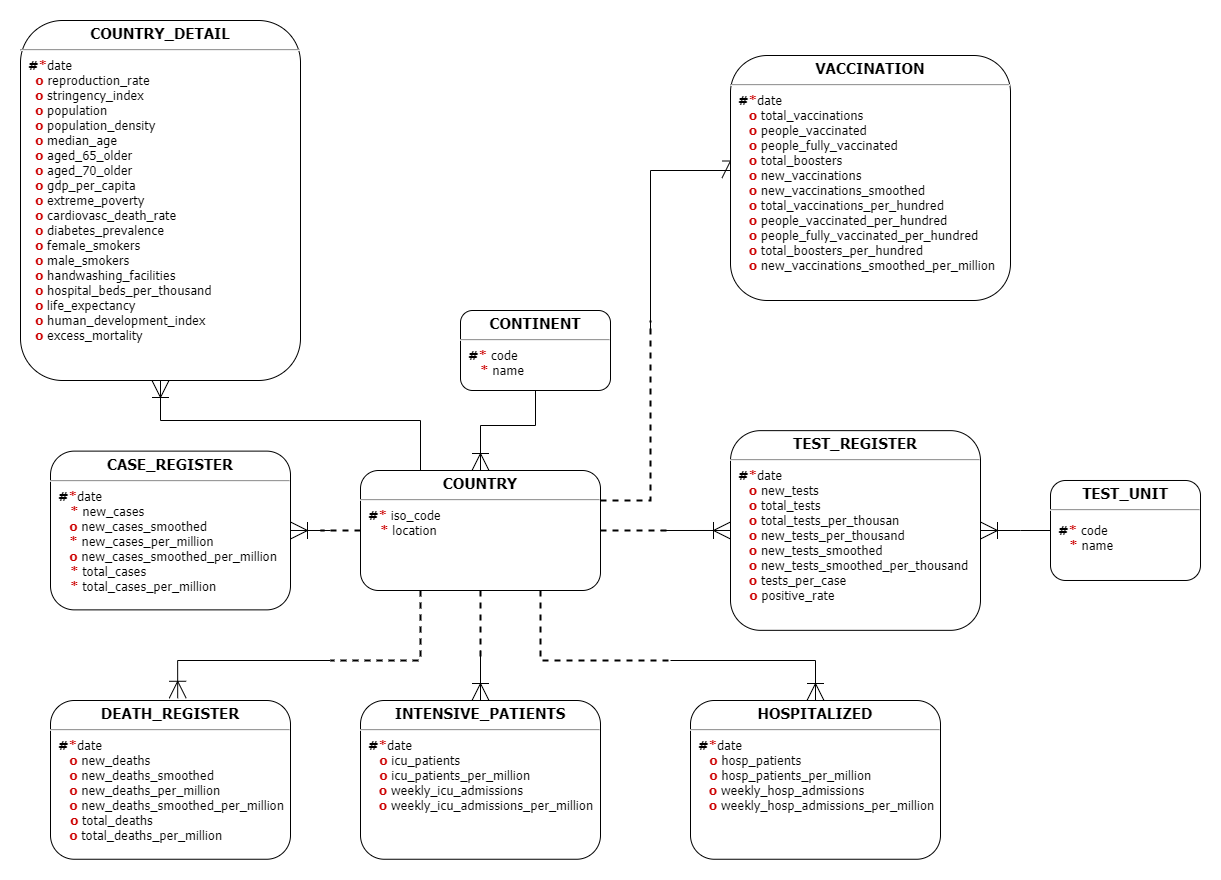 COUNTRY_DETAIL
#*date
o reproduction_rate
o stringency_index
o population
o population_density
o median_age
o aged_65_older
o aged_70_older
o gdp_per_capita
o extreme_poverty
o cardiovasc_death_rate
o diabetes_prevalence
o female_smokers
o male_smokers
o handwashing_facilities
o hospital_beds_per_thousand
o life_expectancy
o human_development_index
o excess_mortality
VACCINATION
#*date
o total_vaccinations
o people_vaccinated
o people_fully_vaccinated
o total_boosters
o new_vaccinations
o new_vaccinations_smoothed
o total_vaccinations_per_hundred
o people_vaccinated_per_hundred
o people_fully_vaccinated_per_hundred
o total_boosters_per_hundred
o new_vaccinations_smoothed_per_million
CONTINENT
#* code
* name
CASE_REGISTER
#*date
* new_cases
o new_cases_smoothed
* new_cases_per_million
o new_cases_smoothed_per_million
* total_cases
* total_cases_per_million
COUNTRY
#* iso_code
* location
TEST_REGISTER
#*date
o new_tests
o total_tests
o total_tests_per_thousan
o new_tests_per_thousand
o new_tests_smoothed
o new_tests_smoothed_per_thousand
o tests_per_case
o positive_rate
TEST_UNIT
#* code
* name
DEATH_REGISTER
#*date
o new_deaths
o new_deaths_smoothed
o new_deaths_per_million
o new_deaths_smoothed_per_million
o total_deaths
o total_deaths_per_million
INTENSIVE_PATIENTS
#*date
o icu_patients
o icu_patients_per_million
o weekly_icu_admissions
o weekly_icu_admissions_per_million
HOSPITALIZED
#*date
o hosp_patients
o hosp_patients_per_million
o weekly_hosp_admissions
o weekly_hosp_admissions_per_million